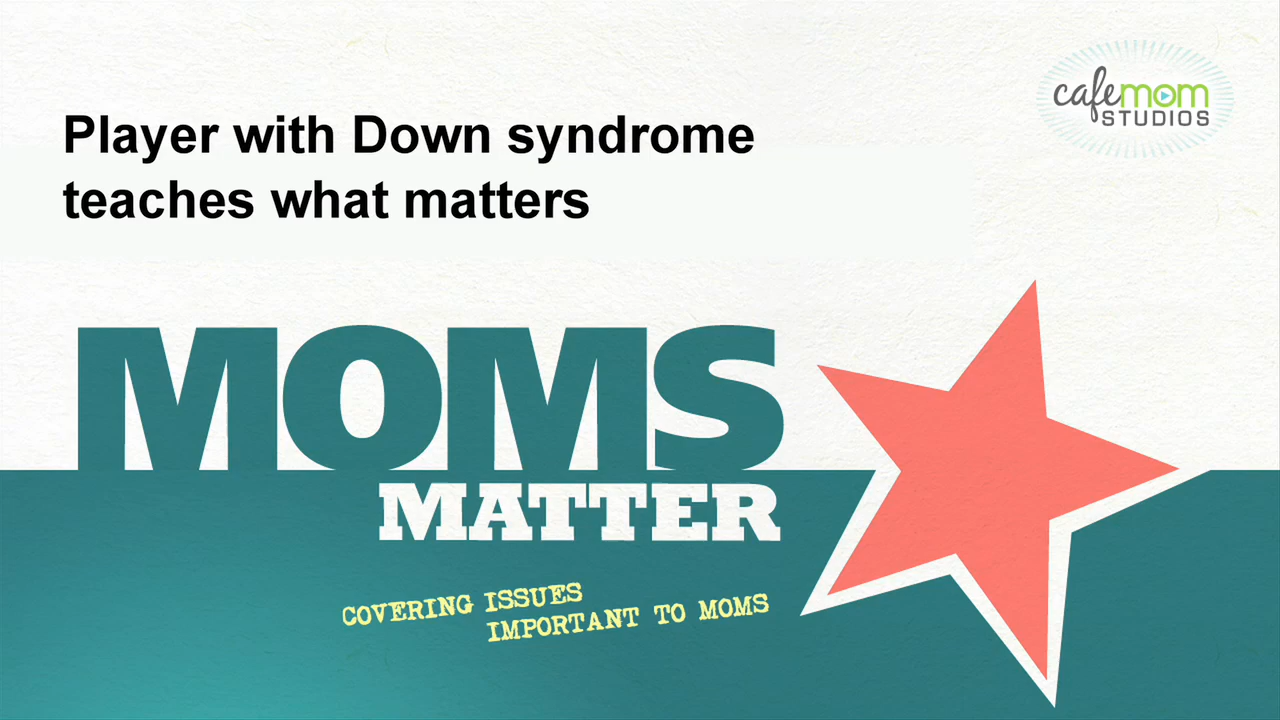 Player with Down syndrome
teaches what matters
cafemom
STUDIOS
MOMS
MATTER
COVERING ISSUES
IMPORTANT TO MOMS